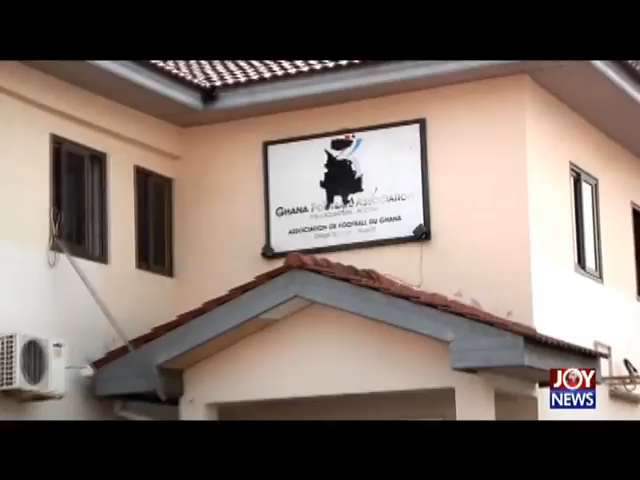 GHANA FOOTBALL ASSOCIATION
ASSOCIATION DE FOOTBALL DU GHANA
JOY
NEWS